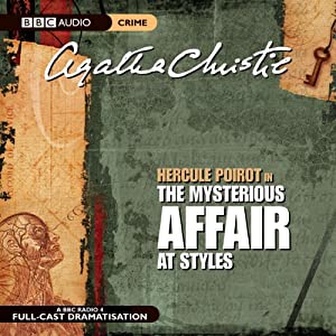 BBC AUDIO CRIME
Agatha Christie
HERCULE POIROT IN
THE MYSTERIOUS
AFFAIR
AT STYLES
A BBC RADIO 4
FULL-CAST DRAMATISATION